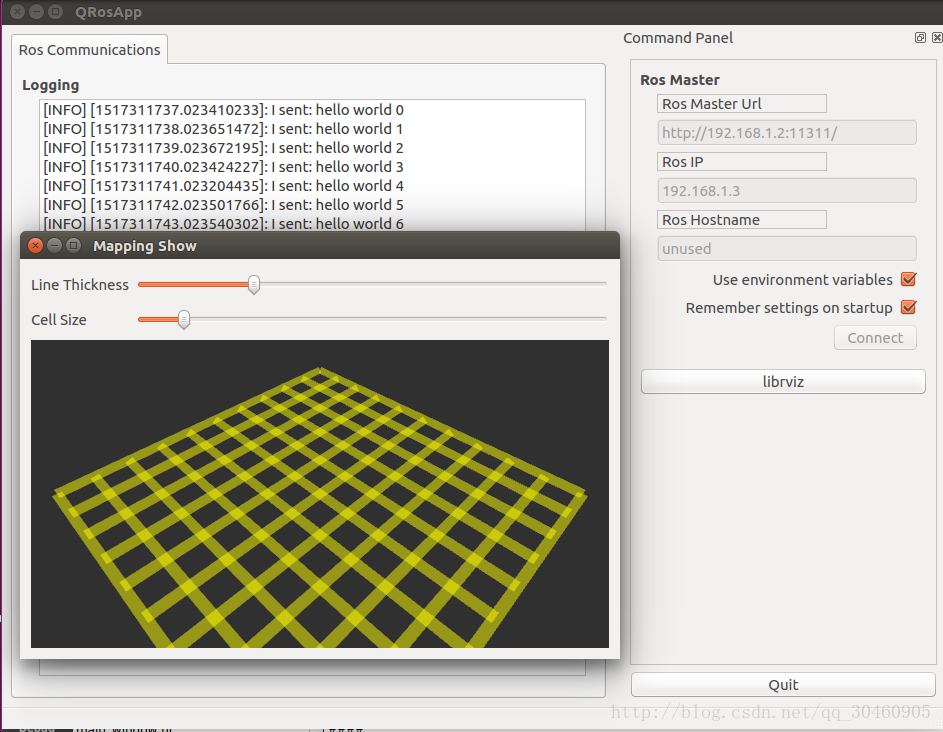 QRosApp
Ros Communications
Logging
[INFO] [1517311737.023410233]: I sent: hello world 0
[INFO] [1517311738.023651472]: I sent: hello world 1
[INFO] [1517311739.023672195]: I sent: hello world 2
[INFO] [1517311740.023424227]: I sent: hello world 3
[INFO] [1517311741.023204435]: I sent: hello world 4
[INFO] [1517311742.023501766]: I sent: hello world 5
[INFO] [1517311743.023540302]: I sent: hello world 6
Mapping Show
Line Thickness
Cell Size
Command Panel
Ros Master
Ros Master Url
http://192.168.1.2:11311/
Ros IP
192.168.1.3
Ros Hostname
unused
Use environment variables
Remember settings on startup
Connect
librviz
Quit
http://blog.csdn.net/qq_30460905